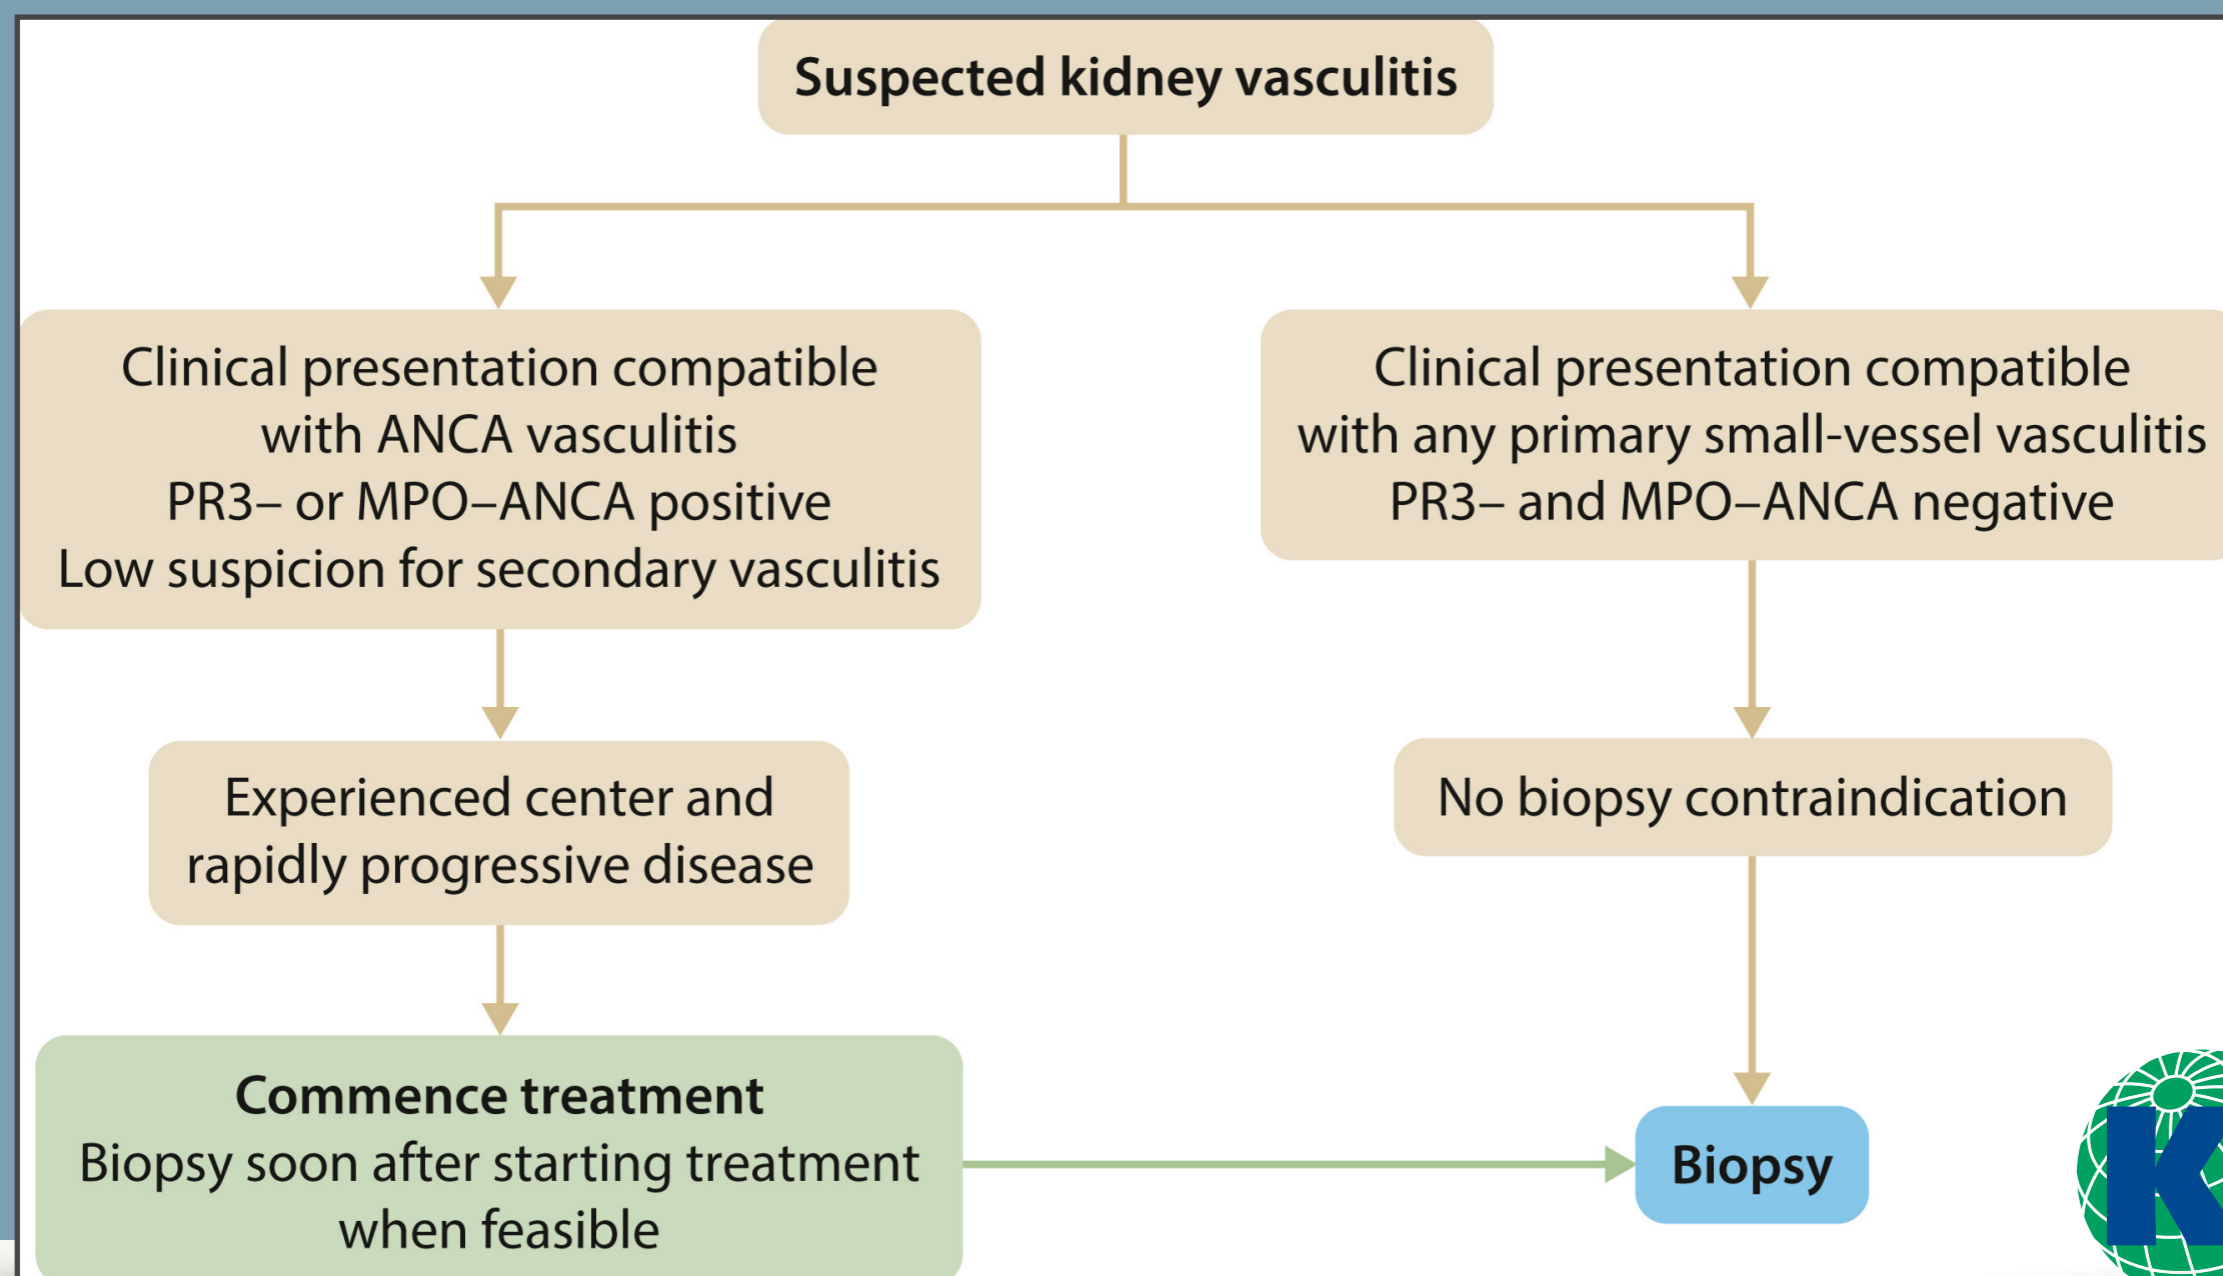 Suspected kidney vasculitis
Clinical presentation compatible
with ANCA vasculitis
PR3– or MPO–ANCA positive
Low suspicion for secondary vasculitis
Clinical presentation compatible
with any primary small-vessel vasculitis
PR3– and MPO–ANCA negative
Experienced center and
rapidly progressive disease
No biopsy contraindication
Commence treatment
Biopsy soon after starting treatment
when feasible
Biopsy
K